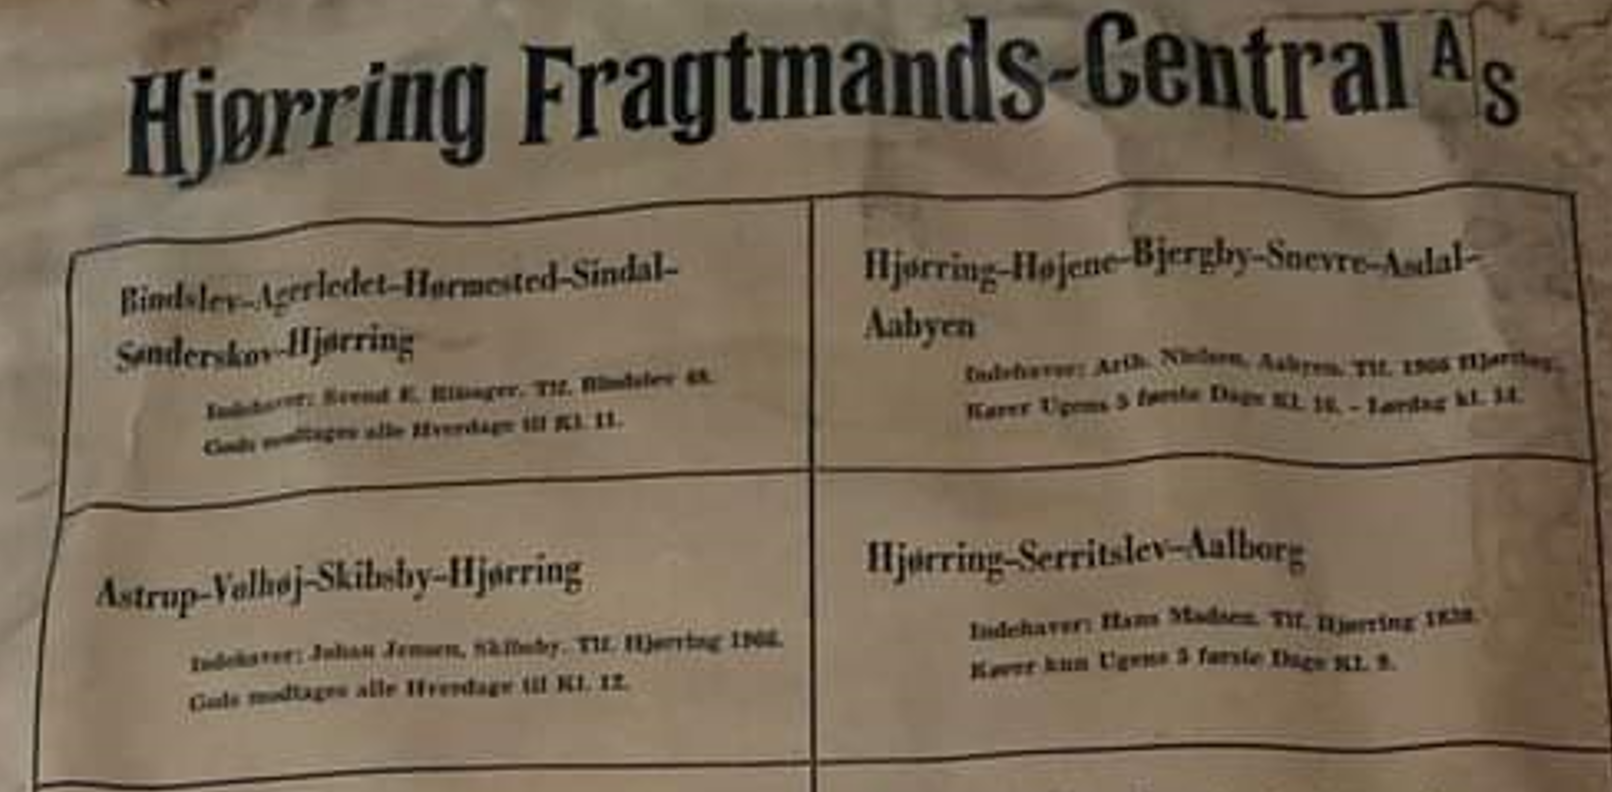 Hjørring Fragtmands-Central A/S
Bindslev-Agerledet-Hørmested-Sindal-
Sønderskov-Hjørring
Indehaver: Svend E. Tlf. Bindslev
Gods modtages alle Hverdage til Kl. 11.
Hjørring-Højene-Bjergby-Snevre-Asdal-
Aabyen
Indehaver: Arth. Nielsen, Aabyen. Tlf. 1966 Hjørring.
Kører Ugens 5 første Dage Kl. 16. - Lørdag kl. 14.
Astrup-Vølhøj-Skibsby-Hjørring
Indehaver: Johan Jensen, Skibsby. Tlf. Hjørring
Gods modtages alle Hverdage til Kl. 12.
Hjørring-Serritslev-Aalborg
Indehaver: Hans Madsen. Tlf. Hjørring
Kører kun Ugens 5 første Dage Kl. 9.